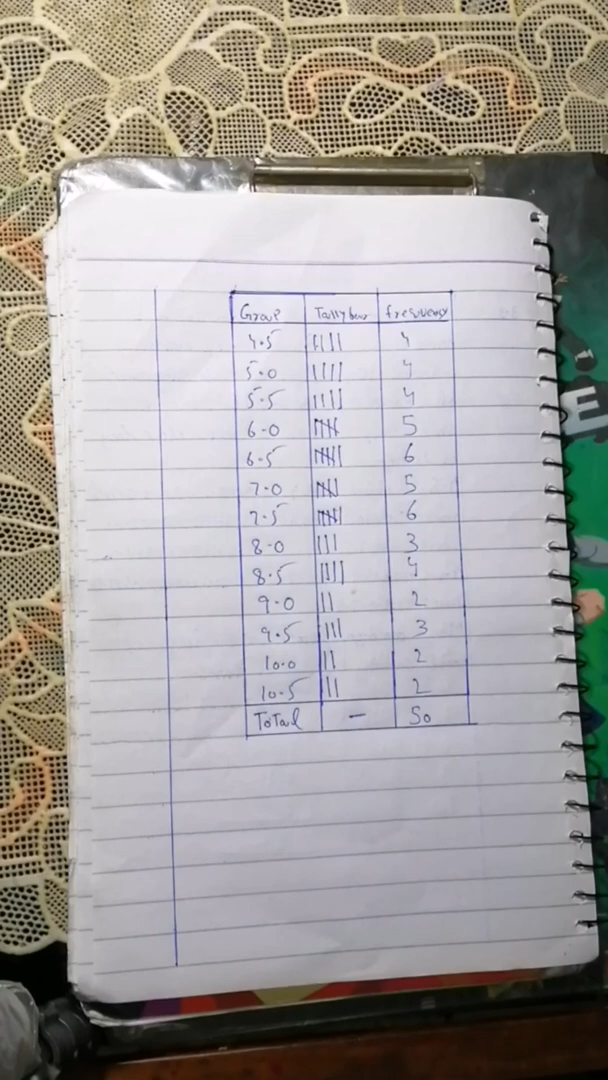 Group Tally bar frequency
4.5 |||| 4
5.0 |||| 4
5.5 |||| 4
6.0 |||| 5
6.5 |||| | 6
7.0 |||| 5
7.5 |||| | 6
8.0 ||| 3
8.5 |||| 4
9.0 || 2
9.5 ||| 3
10.0 || 2
10.5 || 2
Total - 50
E